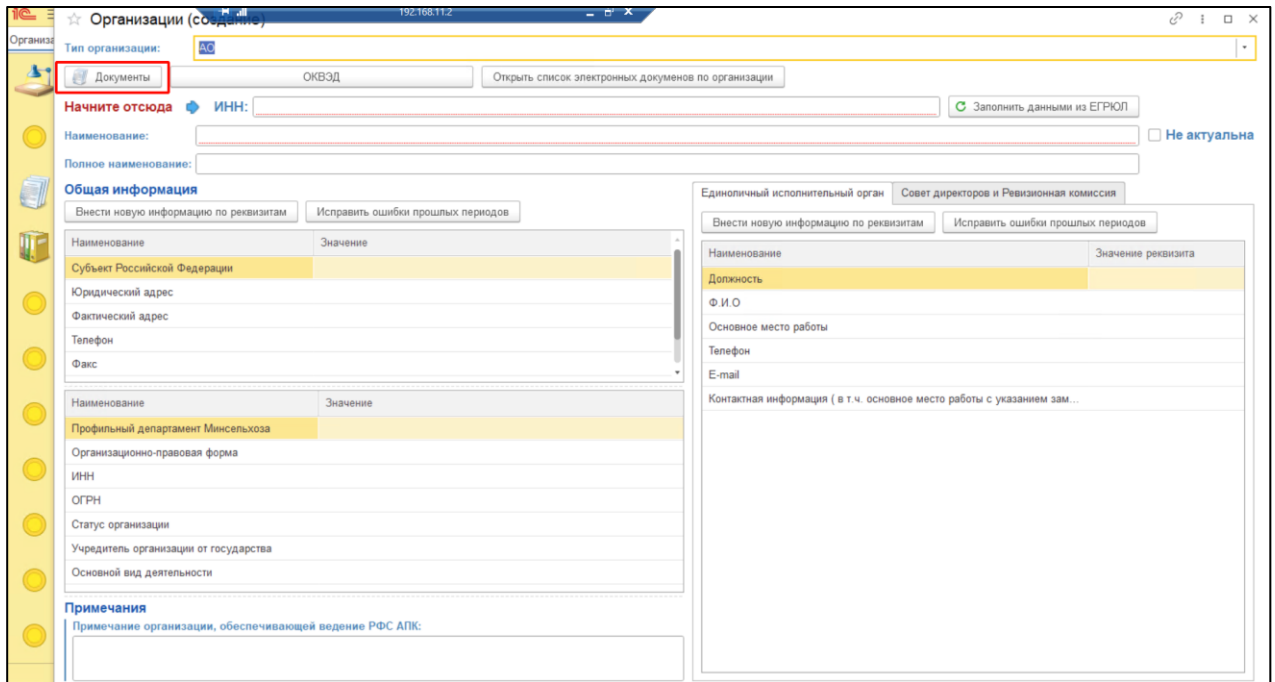 1С
192.168.11.2
Организации (создание)
Организа
Тип организации:
АО
Документы
ОКВЭД
Открыть список электронных докуменов по организации
Начните отсюда
ИНН:
Заполнить данными из ЕГРЮЛ
Наименование:
Не актуальна
Полное наименование:
Общая информация
Внести новую информацию по реквизитам
Исправить ошибки прошлых периодов
Наименование Значение
Субъект Российской Федерации
Юридический адрес
Фактический адрес
Телефон
Факс
Наименование Значение
Профильный департамент Минсельхоза
Организационно-правовая форма
ИНН
ОГРН
Статус организации
Учредитель организации от государства
Основной вид деятельности
Примечания
Примечание организации, обеспечивающей ведение РФС АПК:
Единоличный исполнительный орган
Совет директоров и Ревизионная комиссия
Внести новую информацию по реквизитам
Исправить ошибки прошлых периодов
Наименование Значение реквизита
Должность
Ф.И.О
Основное место работы
Телефон
E-mail
Контактная информация ( в т.ч. основное место работы с указанием зам...